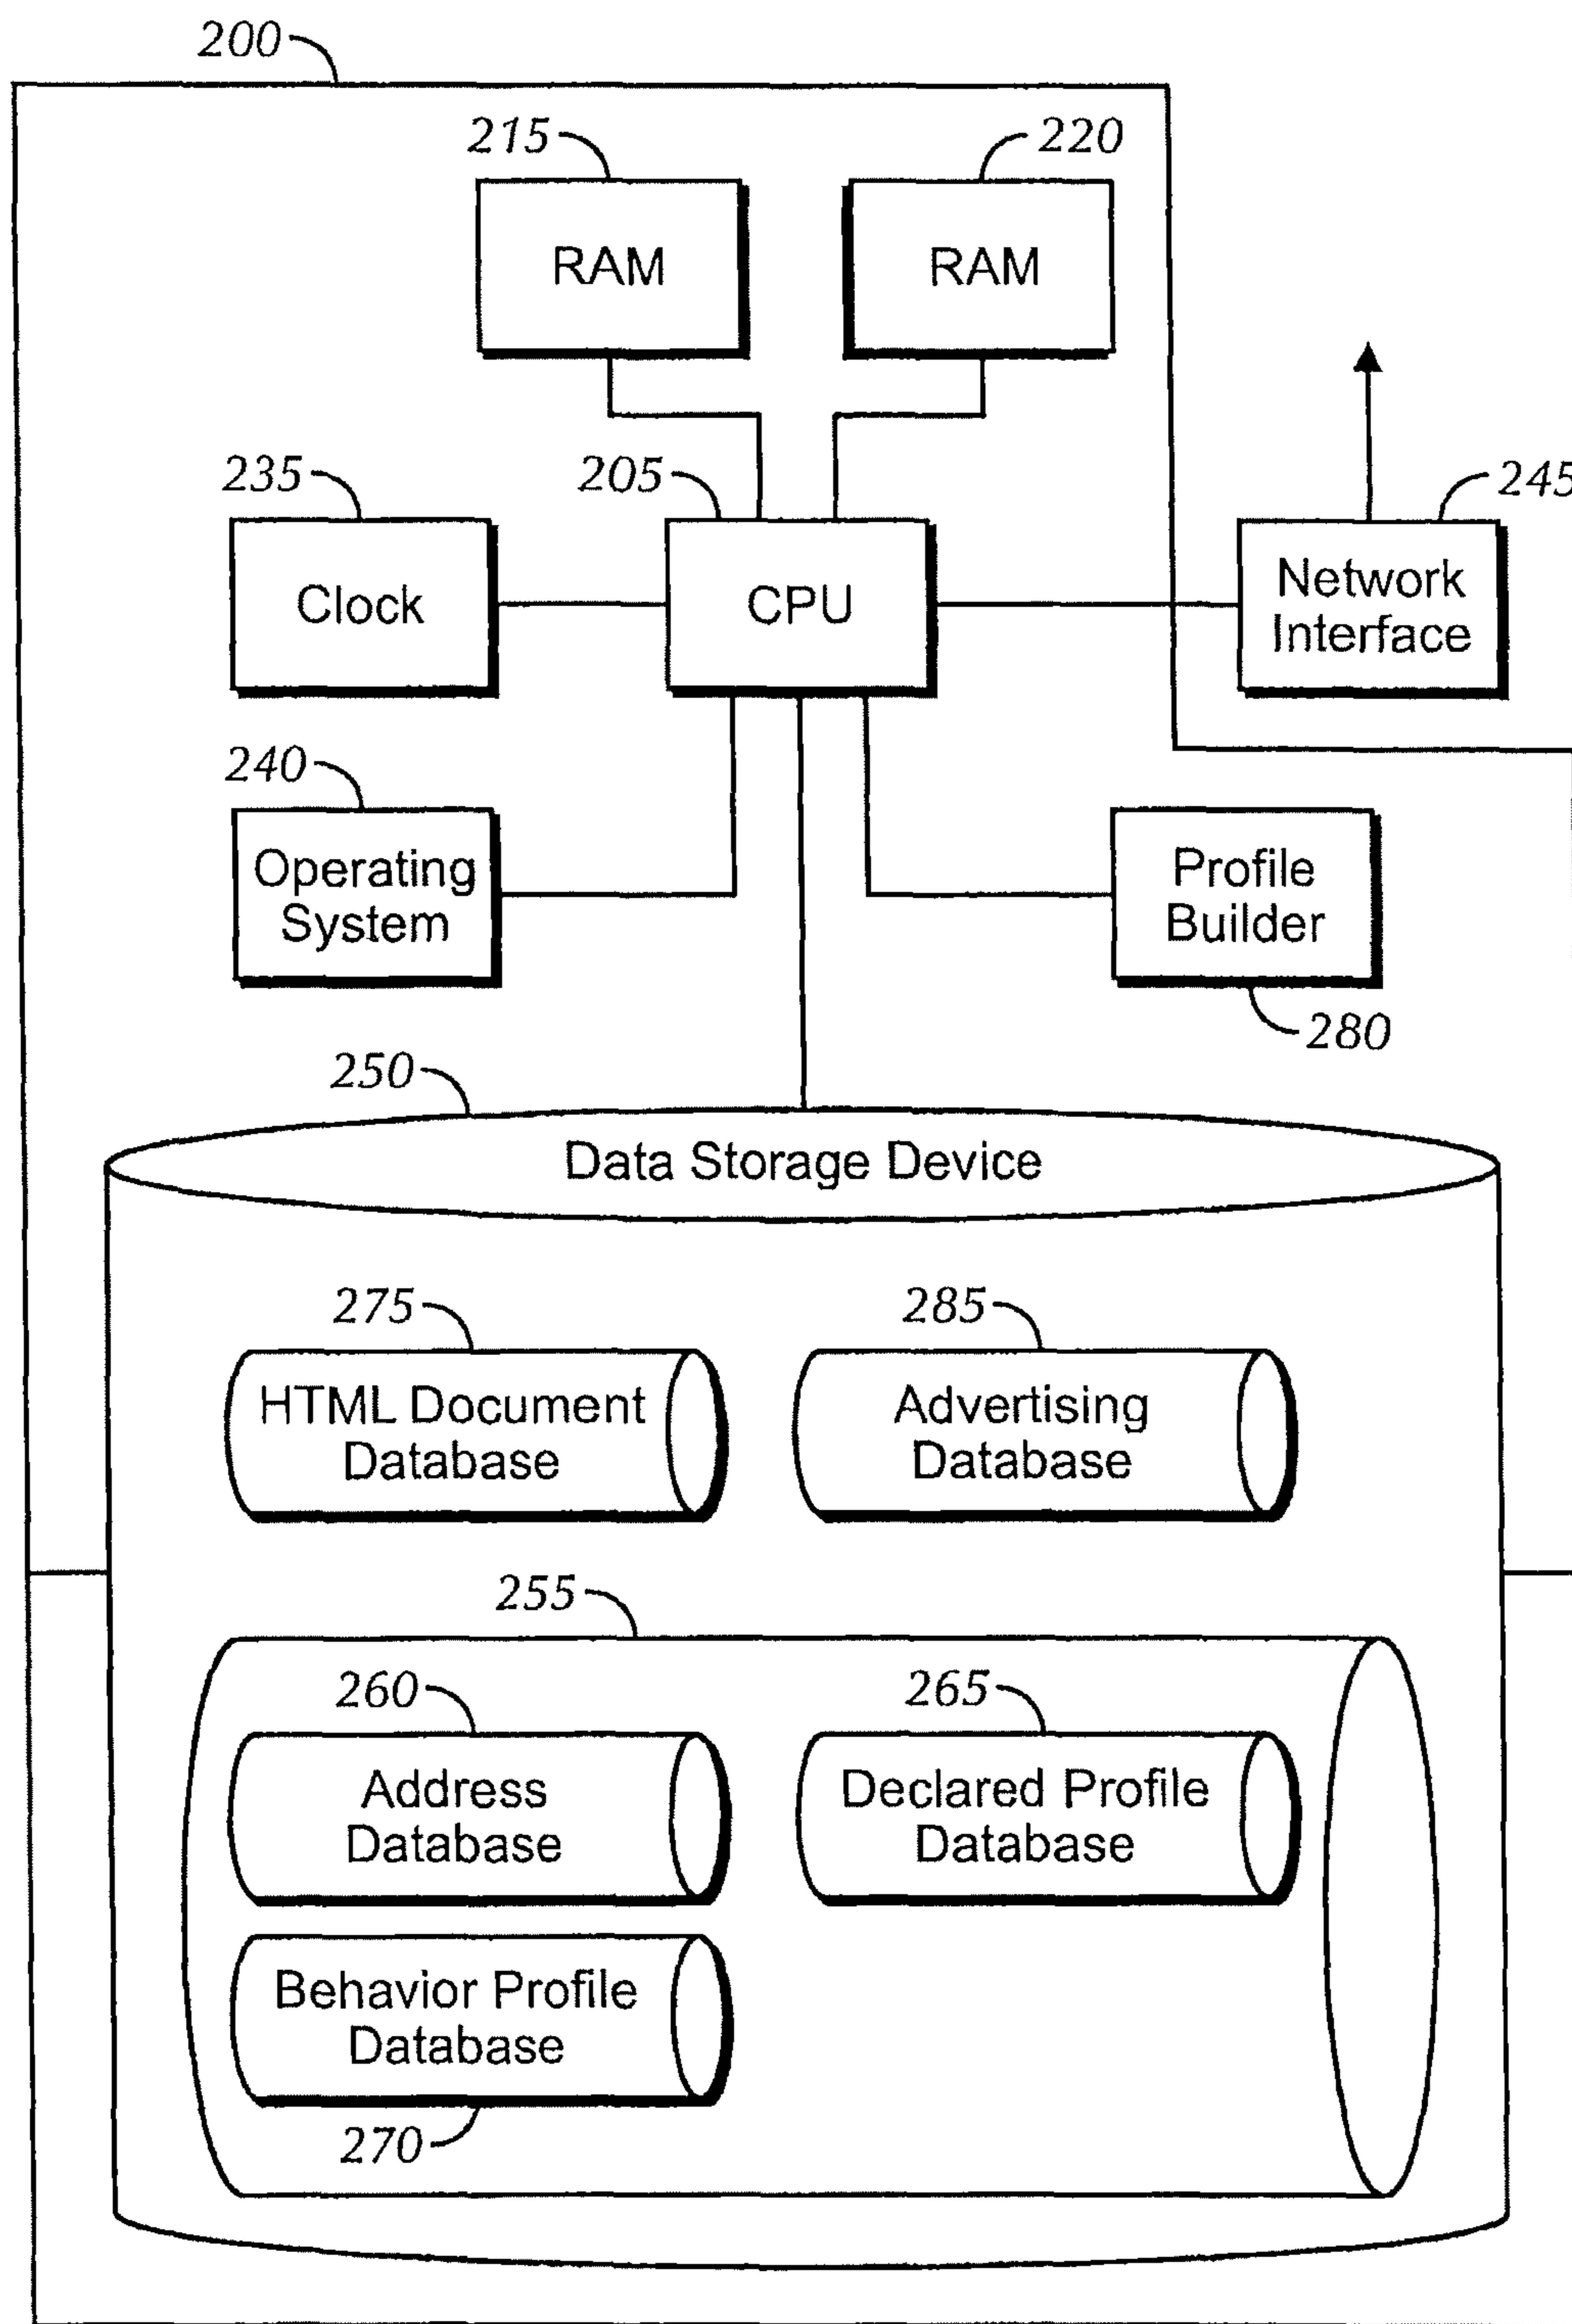 200
215
220
RAM
RAM
235
205
245
Clock
CPU
Network
Interface
240
Operating
System
Profile
Builder
280
250
Data Storage Device
275
285
HTML Document
Database
Advertising
Database
255
260
265
Address
Database
Declared Profile
Database
Behavior Profile
Database
270